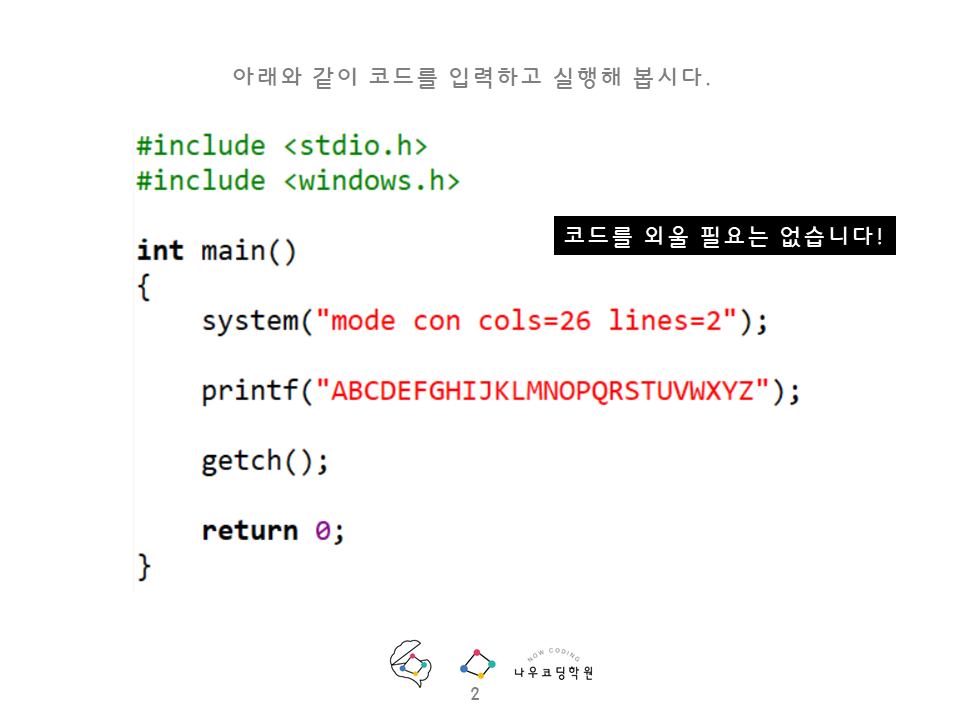 아래와 같이 코드를 입력하고 실행해 봅시다.
#include <stdio.h>
#include <windows.h>
코드를 외울 필요는 없습니다!
int main()
{
    system("mode con cols=26 lines=2");
    printf("ABCDEFGHIJKLMNOPQRSTUVWXYZ");
    getch();
    return 0;
}
NOW CODING
나우코딩학원
2